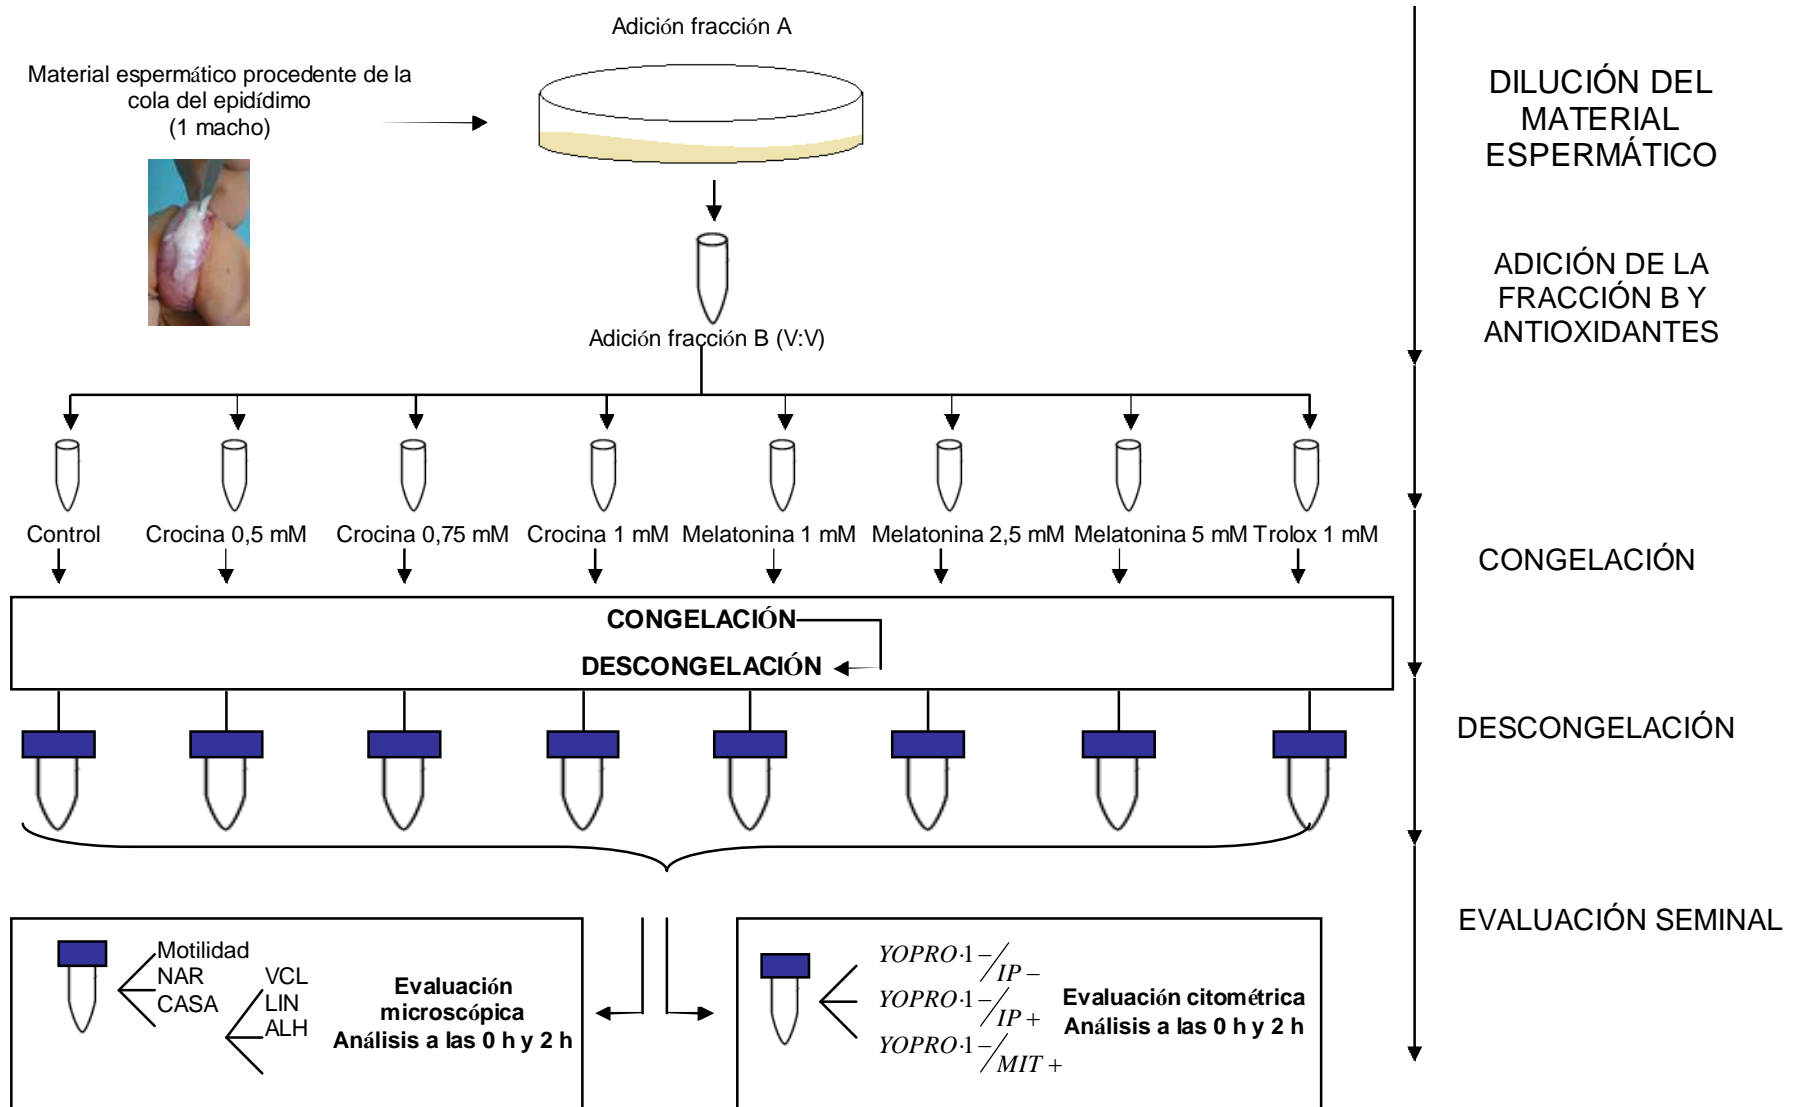 Adición fracción A
Material espermático procedente de la
cola del epidídimo
(1 macho)
DILUCIÓN DEL
MATERIAL
ESPERMÁTICO
Adición fracción B (V:V)
ADICIÓN DE LA
FRACCIÓN B Y
ANTIOXIDANTES
Control
Crocina 0,5 mM
Crocina 0,75 mM
Crocina 1 mM
Melatonina 1 mM
Melatonina 2,5 mM
Melatonina 5 mM
Trolox 1 mM
CONGELACIÓN
CONGELACIÓN
DESCONGELACIÓN
DESCONGELACIÓN
EVALUACIÓN SEMINAL
Motilidad
NAR
CASA
VCL
LIN
ALH
Evaluación
microscópica
Análisis a las 0 h y 2 h
YOPRO·1−/IP−
YOPRO·1−/IP+
YOPRO·1−/MIT+
Evaluación citométrica
Análisis a las 0 h y 2 h